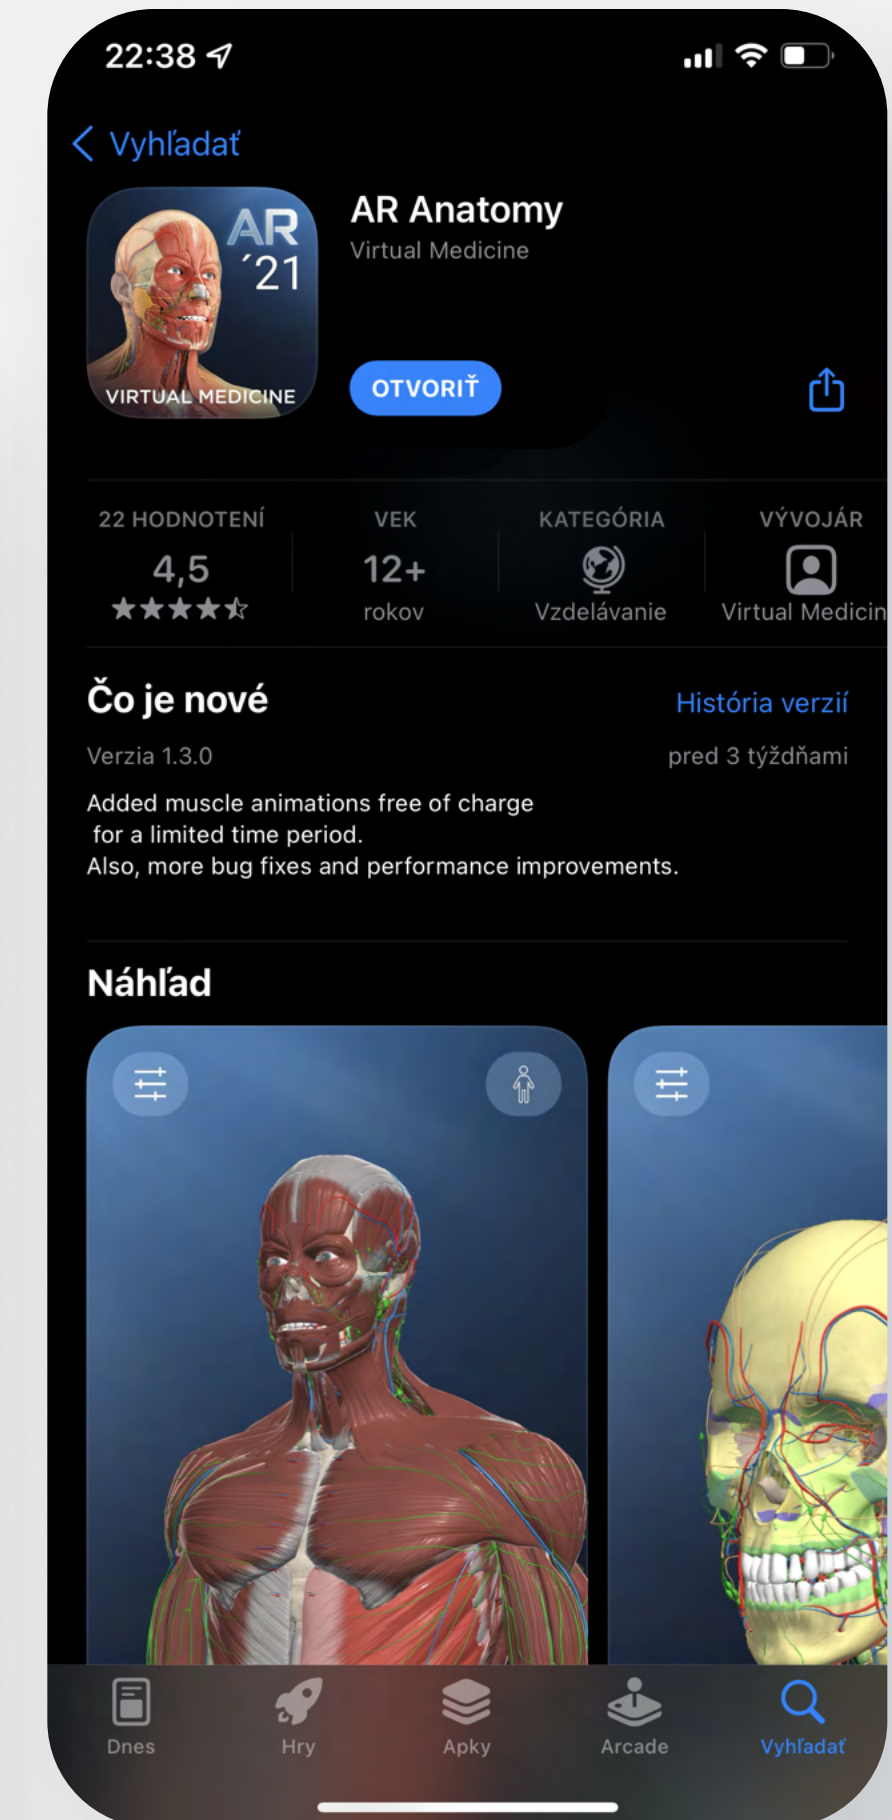 22:38
Vyhľadať
AR
´21
VIRTUAL MEDICINE
AR Anatomy
Virtual Medicine
OTVORIŤ
22 HODNOTENÍ
4,5
VEK
12+
rokov
KATEGÓRIA
Vzdelávanie
VÝVOJÁR
Virtual Medicin
Čo je nové
História verzií
Verzia 1.3.0
pred 3 týždňami
Added muscle animations free of charge
for a limited time period.
Also, more bug fixes and performance improvements.
Náhľad
Dnes
Hry
Apky
Arcade
Vyhľadať